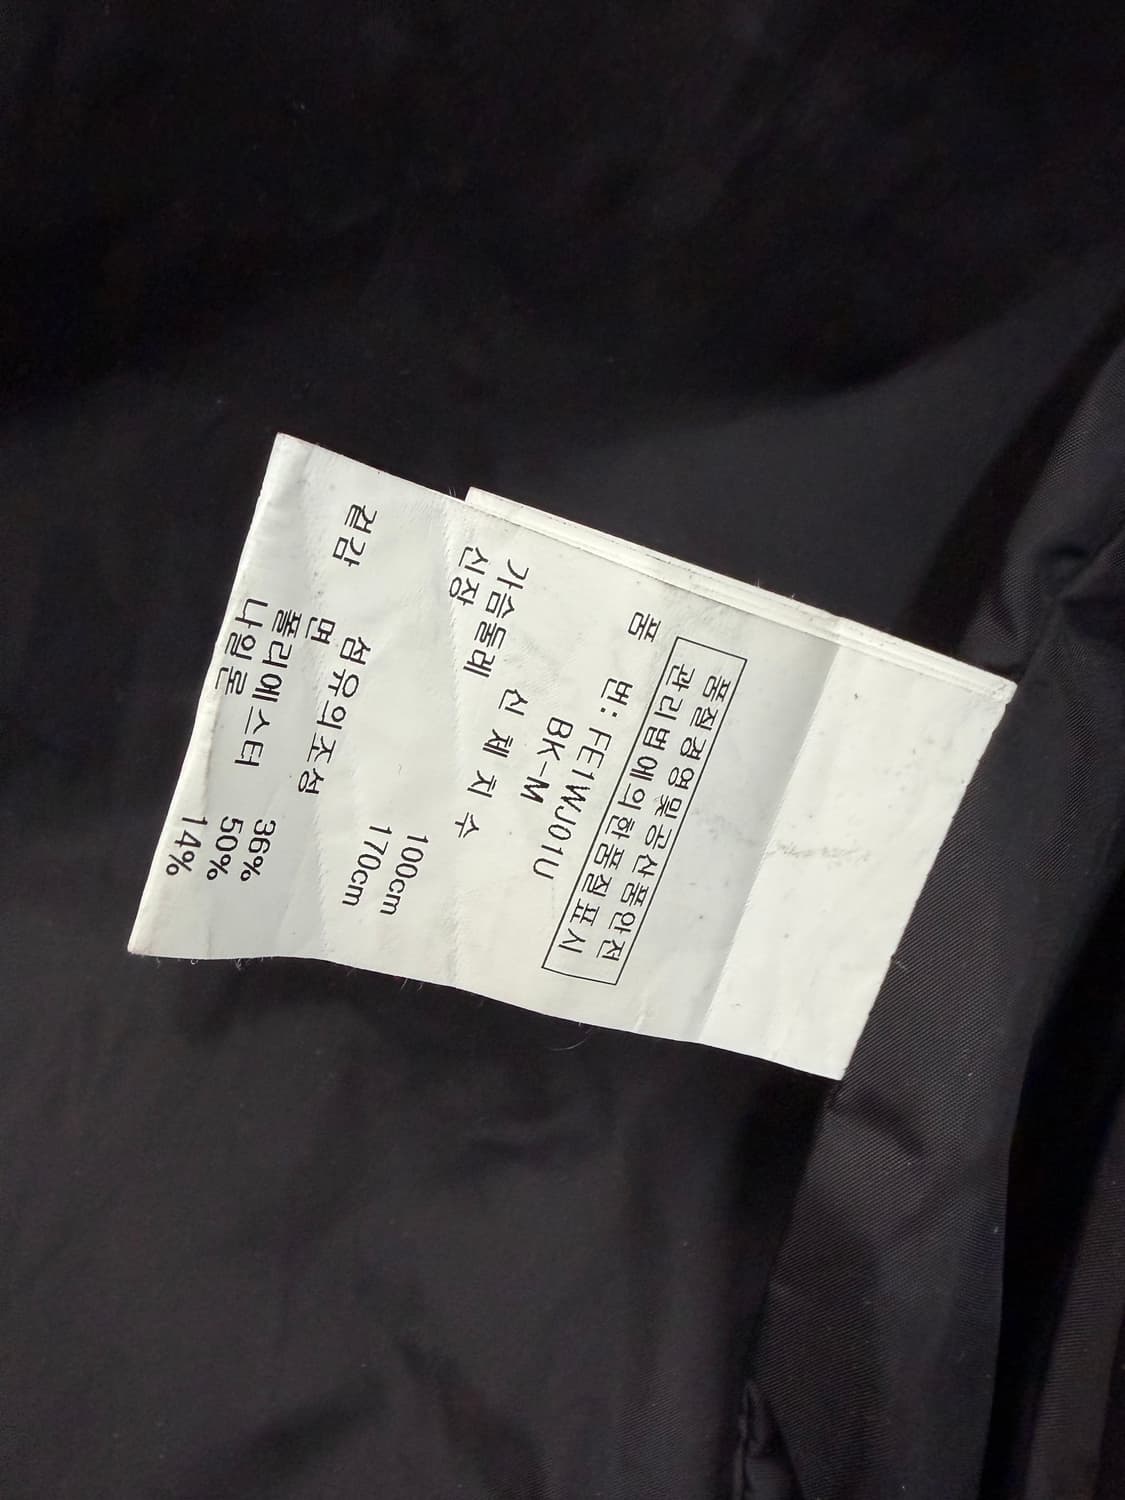 품질경영및공산품안전
관리법에의한품질표시
품 번: FE1WJ01U
BK-M
신 체 치 수
가슴둘레 100cm
신장 170cm
섬유의조성
겉감 면 36%
폴리에스터 50%
나일론 14%